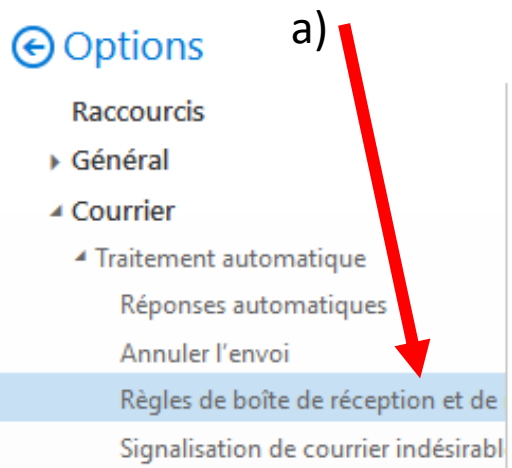 a)
Options
Raccourcis
Général
Courrier
Traitement automatique
Réponses automatiques
Annuler l'envoi
Règles de boîte de réception et de
Signalisation de courrier indésirabl